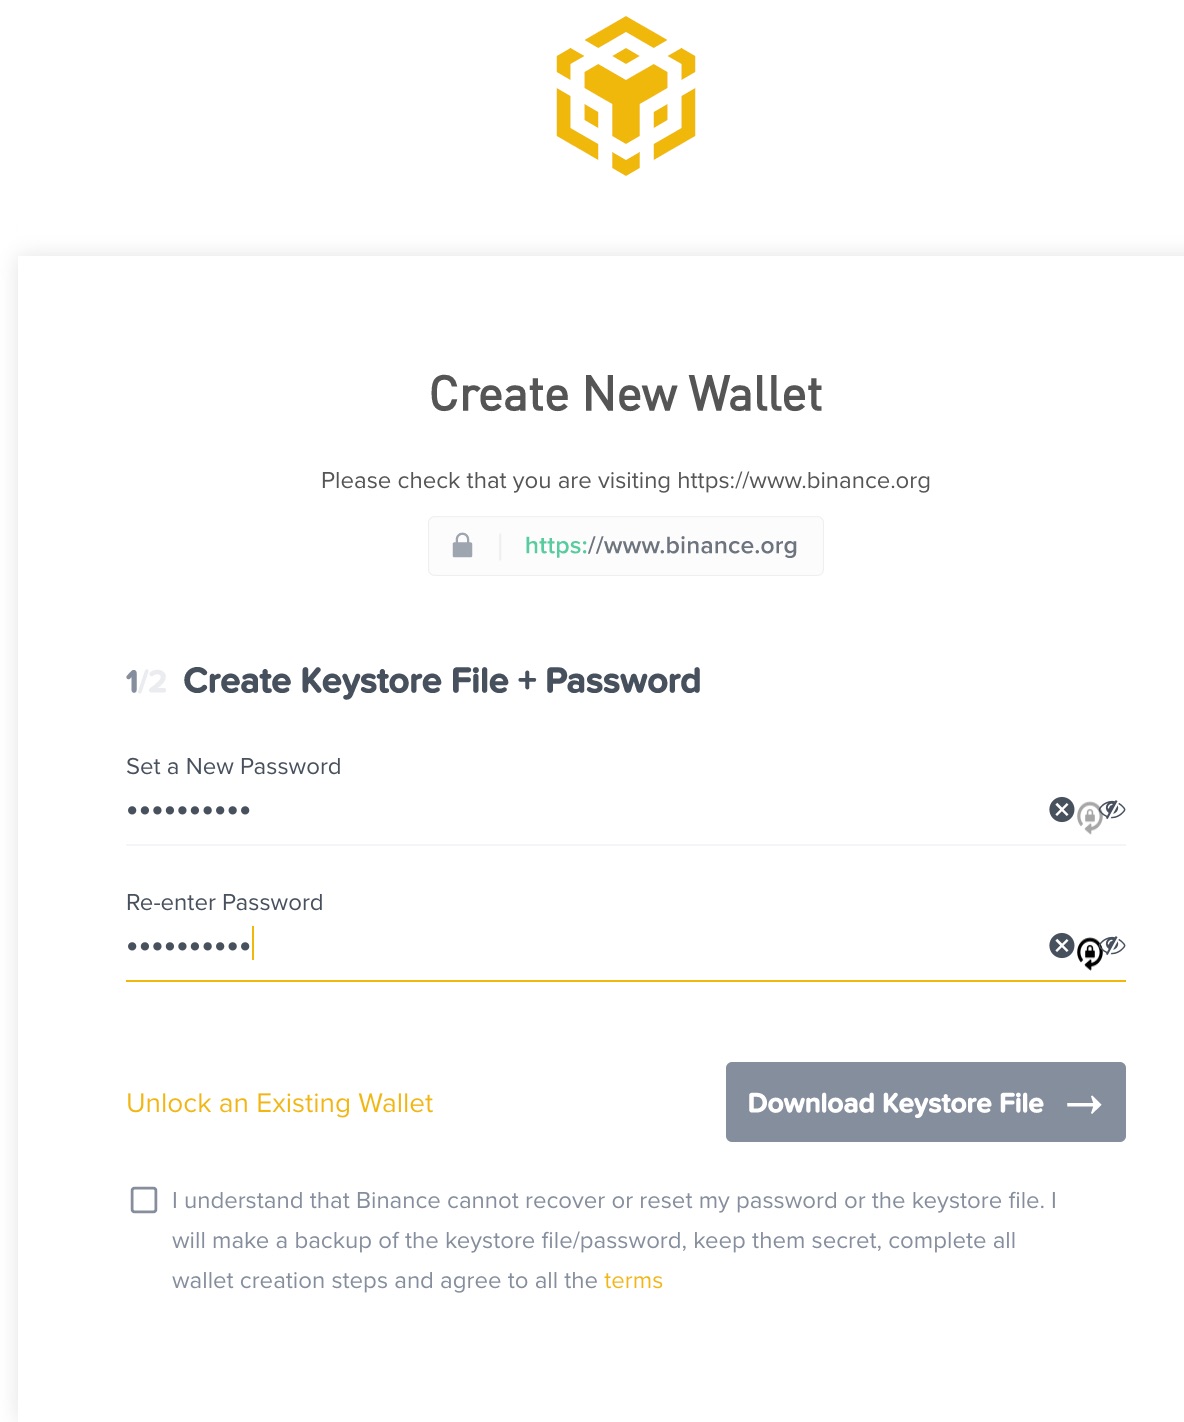 Create New Wallet
Please check that you are visiting https://www.binance.org
https://www.binance.org
1/2 Create Keystore File + Password
Set a New Password
••••••••••
Re-enter Password
••••••••••
Unlock an Existing Wallet
Download Keystore File →
I understand that Binance cannot recover or reset my password or the keystore file. I
will make a backup of the keystore file/password, keep them secret, complete all
wallet creation steps and agree to all the terms